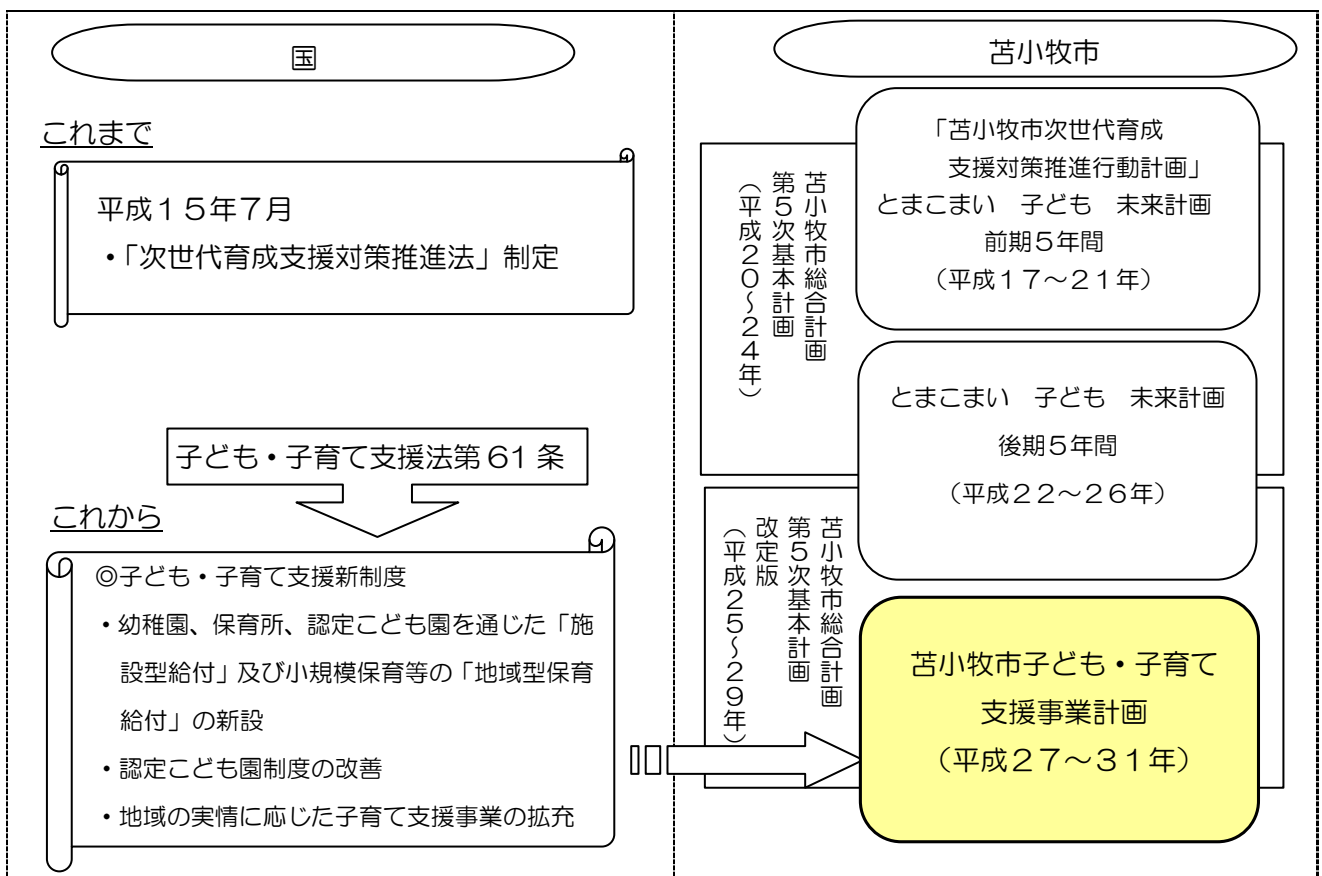 国
これまで
平成１５年７月
・「次世代育成支援対策推進法」制定
子ども・子育て支援法第61条
これから
◎子ども・子育て支援新制度
・幼稚園、保育所、認定こども園を通じた「施
設型給付」及び小規模保育等の「地域型保育
給付」の新設
・認定こども園制度の改善
・地域の実情に応じた子育て支援事業の拡充
苫小牧市
苫小牧市総合計画
第５次基本計画
（平成２０～２４年）
「苫小牧市次世代育成
支援対策推進行動計画」
とまこまい　子ども　未来計画
前期５年間
（平成１７～２１年）
とまこまい　子ども　未来計画
後期５年間
（平成２２～２６年）
苫小牧市総合計画
第５次基本計画
改定版
（平成２５～２９年）
苫小牧市子ども・子育て
支援事業計画
（平成２７～３１年）